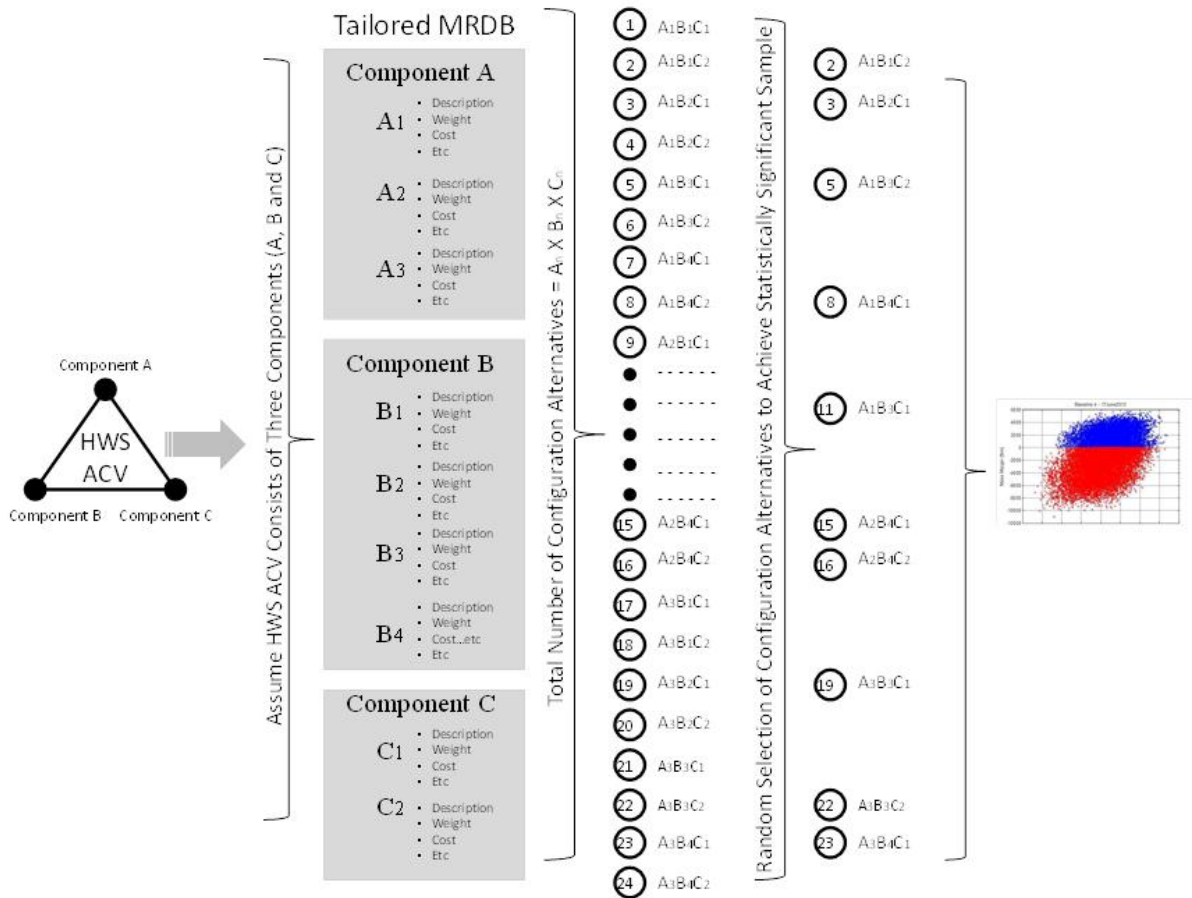 Tailored MRDB
Component A
A1
• Description
• Weight
• Cost
• Etc
A2
• Description
• Weight
• Cost
• Etc
A3
• Description
• Weight
• Cost
• Etc
Component B
B1
• Description
• Weight
• Cost
• Etc
B2
• Description
• Weight
• Cost
• Etc
B3
• Description
• Weight
• Cost
• Etc
B4
• Description
• Weight
• Cost...etc
• Etc
Component C
C1
• Description
• Weight
• Cost
• Etc
C2
• Description
• Weight
• Cost
• Etc
Component A
HWS
ACV
Component B Component C
Assume HWS ACV Consists of Three Components (A, B and C)
Total Number of Configuration Alternatives = An X Bn X Cn
1 A1B1C1
2 A1B1C2
3 A1B2C1
4 A1B2C2
5 A1B3C1
6 A1B3C2
7 A1B4C1
8 A1B4C2
9 A2B1C1
15 A2B4C1
16 A2B4C2
17 A3B1C1
18 A3B1C2
19 A3B2C1
20 A3B2C2
21 A3B3C1
22 A3B3C2
23 A3B4C1
24 A3B4C2
Random Selection of Configuration Alternatives to Achieve Statistically Significant Sample
2 A1B1C2
3 A1B2C1
5 A1B3C2
8 A1B4C1
11 A1B3C1
15 A2B4C1
16 A2B4C2
19 A3B3C1
22 A3B3C2
23 A3B4C1